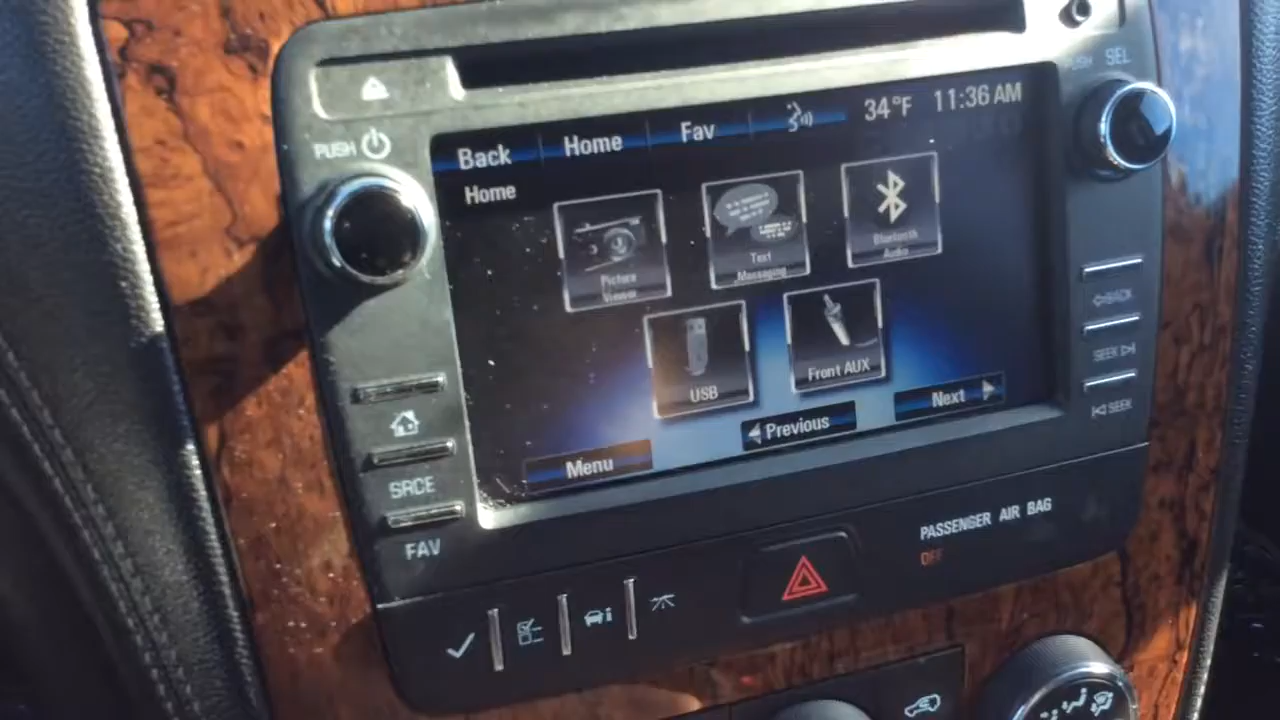 SEL
PUSH
Back Home Fav 34°F 11:36 AM
Home
Picture
Viewer
Text
Messaging
Bluetooth
Audio
USB
Front AUX
Menu
Previous
Next
BACK
SEEK
SEEK
SRCE
FAV
PASSENGER AIR BAG
OFF